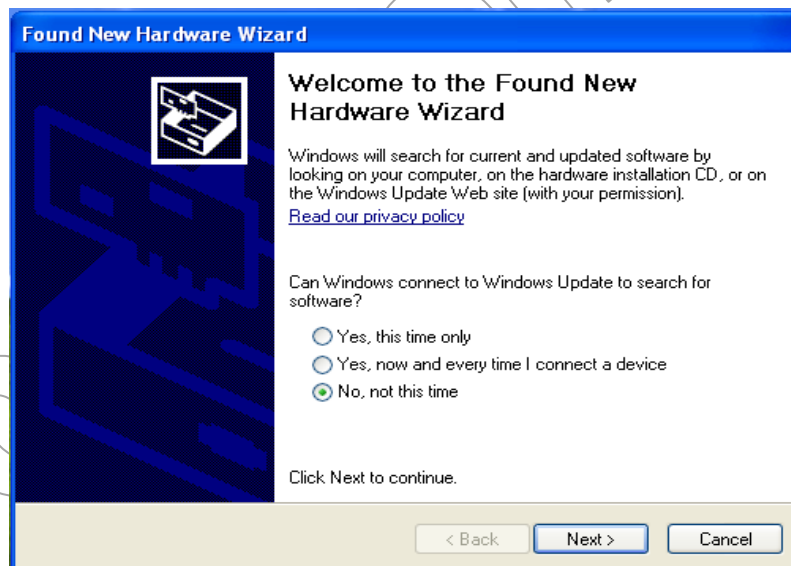 Found New Hardware Wizard
Welcome to the Found New
Hardware Wizard
Windows will search for current and updated software by
looking on your computer, on the hardware installation CD, or on
the Windows Update Web site (with your permission).
Read our privacy policy
Can Windows connect to Windows Update to search for
software?
Yes, this time only
Yes, now and every time I connect a device
No, not this time
Click Next to continue.
< Back Next > Cancel